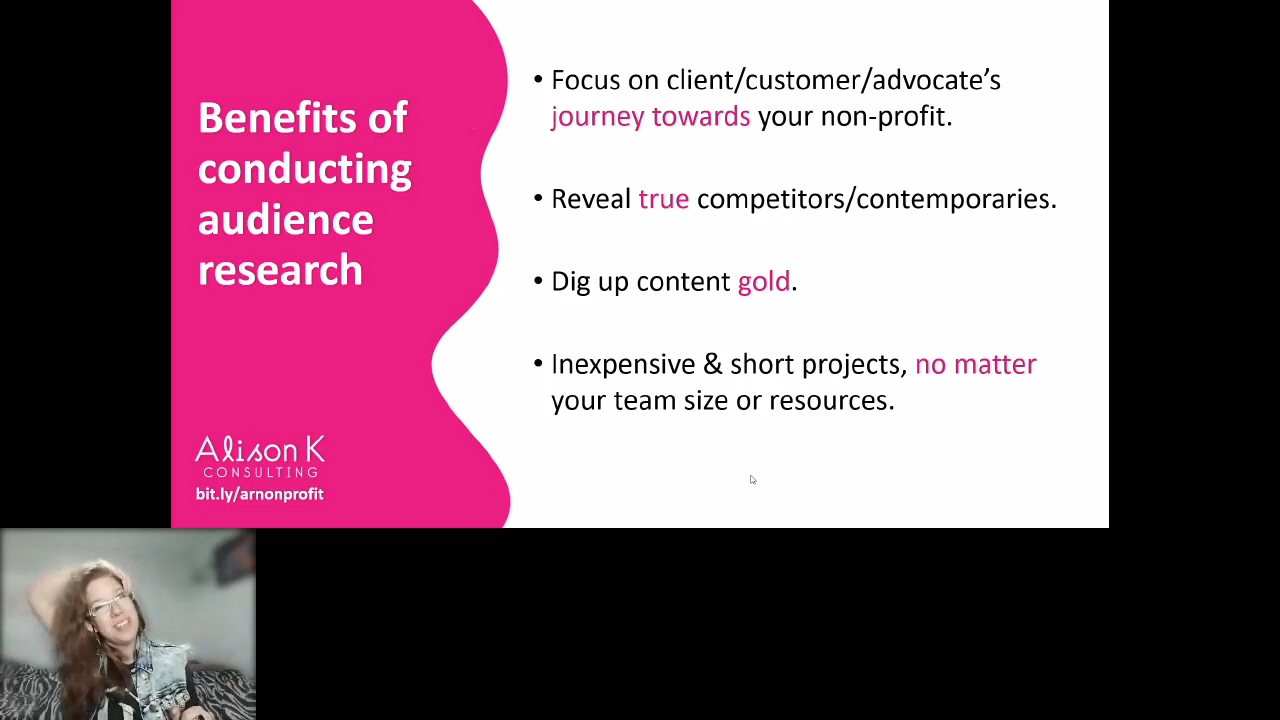 Benefits of
conducting
audience
research
Alison K
CONSULTING
bit.ly/arnonprofit
• Focus on client/customer/advocate’s
journey towards your non-profit.
• Reveal true competitors/contemporaries.
• Dig up content gold.
• Inexpensive & short projects, no matter
your team size or resources.